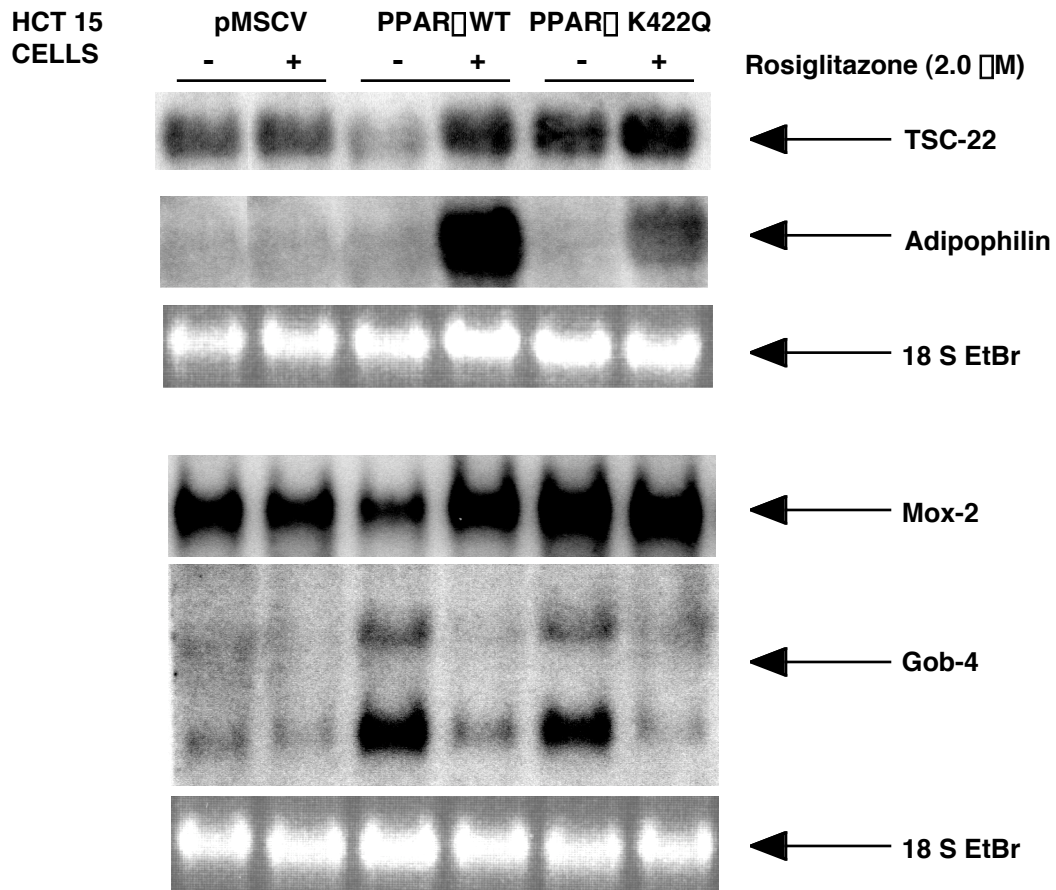 HCT 15 CELLS
pMSCV PPAR▯WT PPAR▯ K422Q
- + - + - + Rosiglitazone (2.0 ▯M)
TSC-22
Adipophilin
18 S EtBr
Mox-2
Gob-4
18 S EtBr